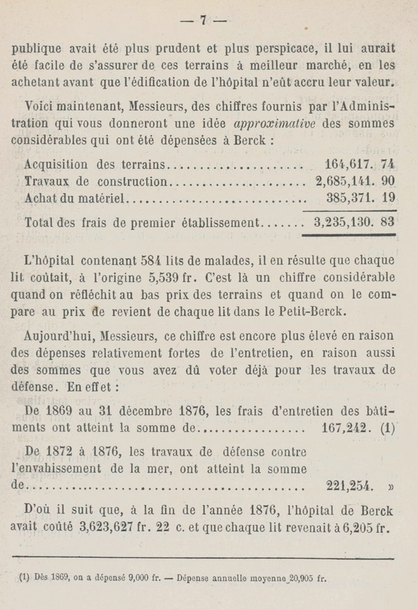 — 7 —
publique avait été plus prudent et plus perspicace, il lui aurait
été facile de s'assurer de ces terrains à meilleur marché, en les
achetant avant que l'édification de l'hôpital n'eût accru leur valeur.
Voici maintenant, Messieurs, des chiffres fournis par l'Adminis-
tration qui vous donneront une idée approximative des sommes
considérables qui ont été dépensées à Berck :
Acquisition des terrains.................... 164,617. 74
Travaux de construction.................... 2,685,141. 90
Achat du matériel......................... 385,371. 19
Total des frais de premier établissement....... 3,235,130. 83
L'hôpital contenant 584 lits de malades, il en résulte que chaque
lit coûtait, à l'origine 5,539 fr. C'est là un chiffre considérable
quand on réfléchit au bas prix des terrains et quand on le com-
pare au prix de revient de chaque lit dans le Petit-Berck.
Aujourd'hui, Messieurs, ce chiffre est encore plus élevé en raison
des dépenses relativement fortes de l'entretien, en raison aussi
des sommes que vous avez dû voter déjà pour les travaux de
défense. En effet :
De 1869 au 31 décembre 1876, les frais d'entretien des bâti-
ments ont atteint la somme de................ 167,242. (1)
De 1872 à 1876, les travaux de défense contre
l'envahissement de la mer, ont atteint la somme
de........................................ 221,254. »
D'où il suit que, à la fin de l'année 1876, l'hôpital de Berck
avait coûté 3,623,627 fr. 22 c. et que chaque lit revenait à 6,205 fr.
(1) Dès 1869, on a dépensé 9,000 fr. — Dépense annuelle moyenne 20,905 fr.